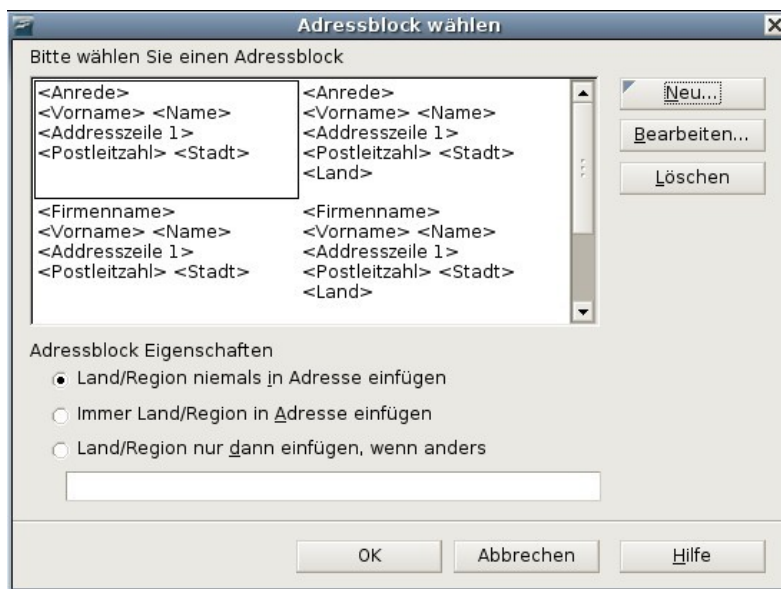 Adressblock wählen
Bitte wählen Sie einen Adressblock
<Anrede>
<Vorname> <Name>
<Addresszeile 1>
<Postleitzahl> <Stadt>
<Anrede>
<Vorname> <Name>
<Addresszeile 1>
<Postleitzahl> <Stadt>
<Land>
<Firmenname>
<Vorname> <Name>
<Addresszeile 1>
<Postleitzahl> <Stadt>
<Firmenname>
<Vorname> <Name>
<Addresszeile 1>
<Postleitzahl> <Stadt>
<Land>
Neu...
Bearbeiten...
Löschen
Adressblock Eigenschaften
Land/Region niemals in Adresse einfügen
Immer Land/Region in Adresse einfügen
Land/Region nur dann einfügen, wenn anders
OK
Abbrechen
Hilfe